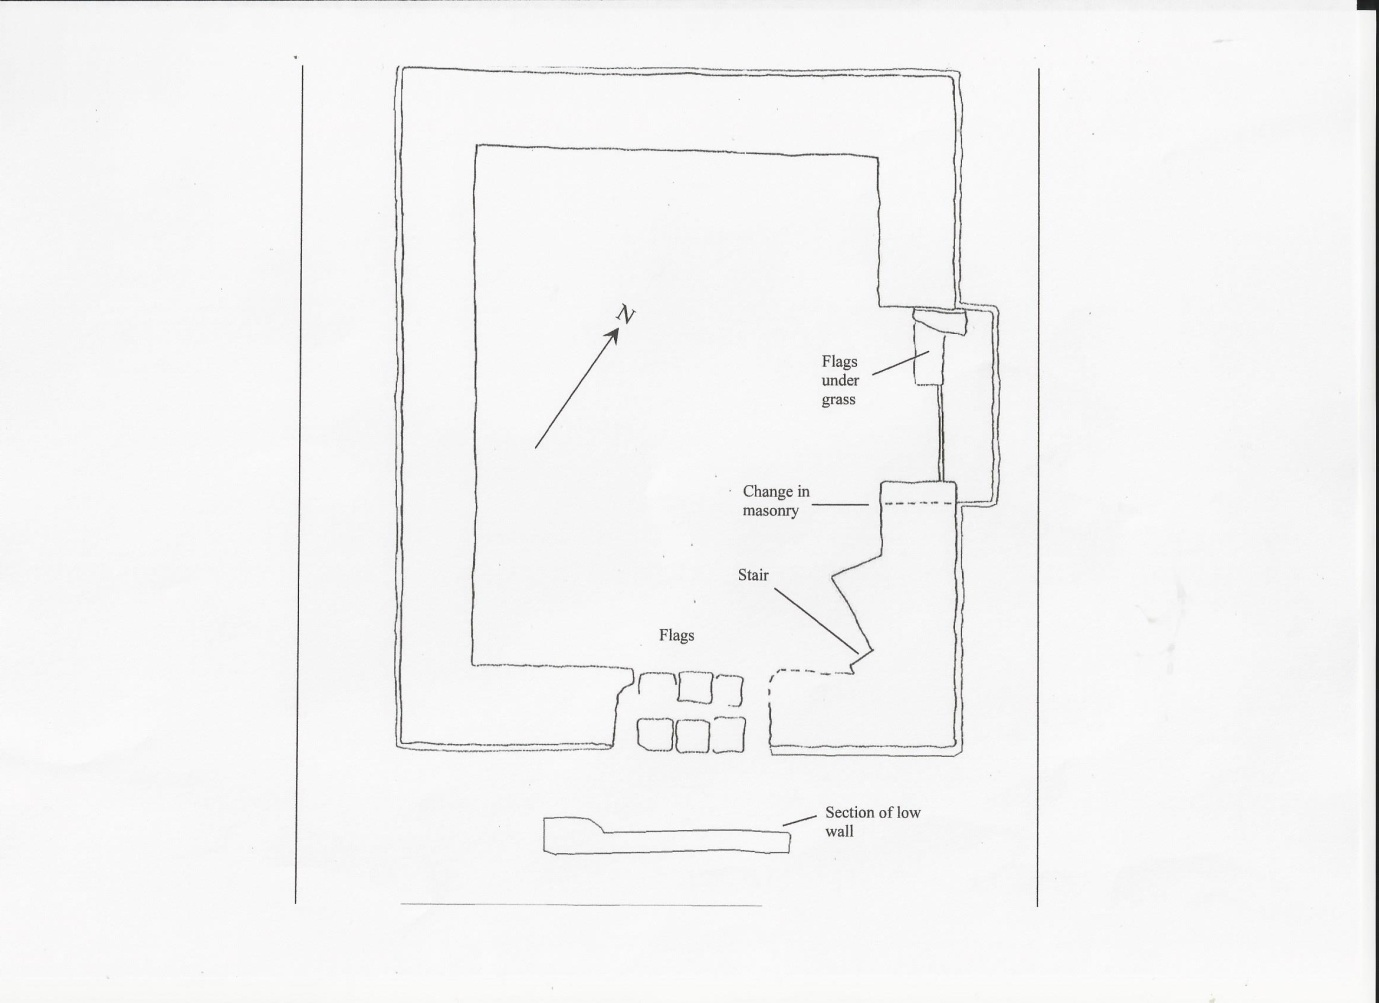 N
Flags
under
grass
Change in
masonry
Stair
Flags
Section of low
wall